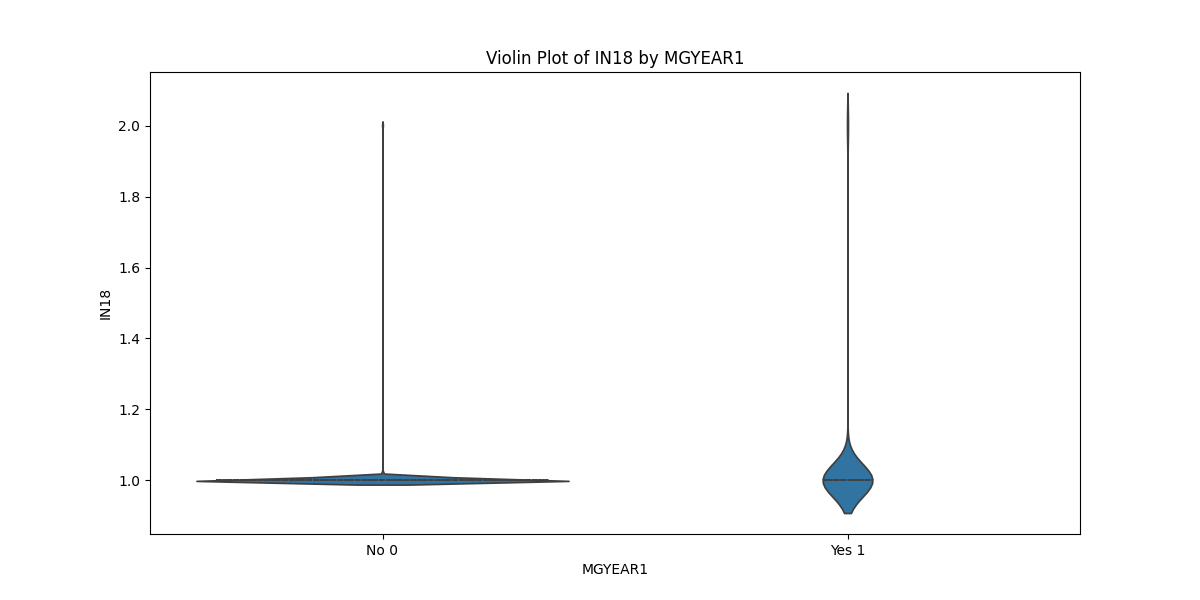 Violin Plot of IN18 by MGYEAR1
2.0
1.8
1.6
1.4
1.2
1.0
IN18
No 0
Yes 1
MGYEAR1